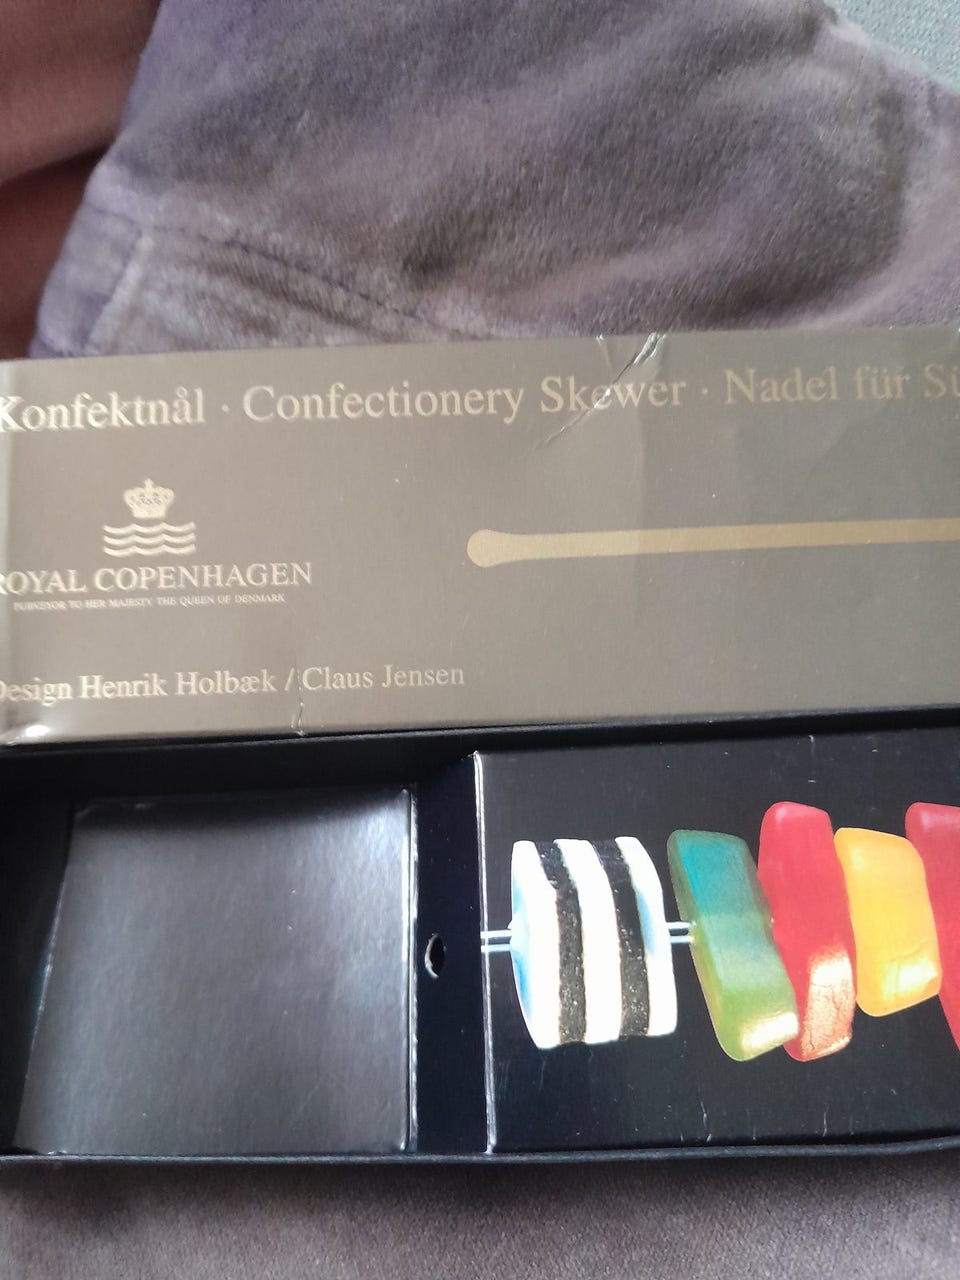 Konfektnål · Confectionery Skewer · Nadel für
ROYAL COPENHAGEN
PURVEYOR TO HER MAJESTY THE QUEEN OF DENMARK
Design Henrik Holbæk / Claus Jensen